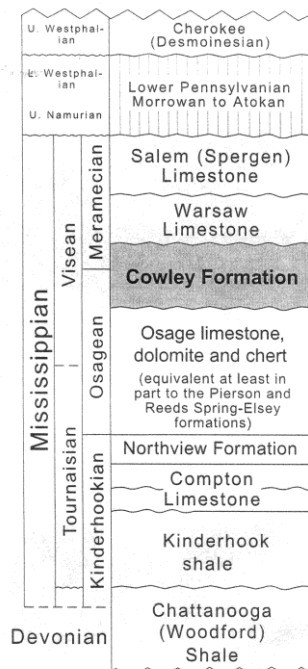 U. Westphal-
ian
Cherokee
(Desmoinesian)
L. Westphal-
ian
U. Namurian
Lower Pennsylvanian
Morrowan to Atokan
Mississippian
Visean
Tournaisian
Meramecian
Osagean
Kinderhookian
Salem (Spergen)
Limestone
Warsaw
Limestone
Cowley Formation
Osage limestone,
dolomite and chert
(equivalent at least in
part to the Pierson and
Reeds Spring-Elsey
formations)
Northview Formation
Compton
Limestone
Kinderhook
shale
Devonian
Chattanooga
(Woodford)
Shale